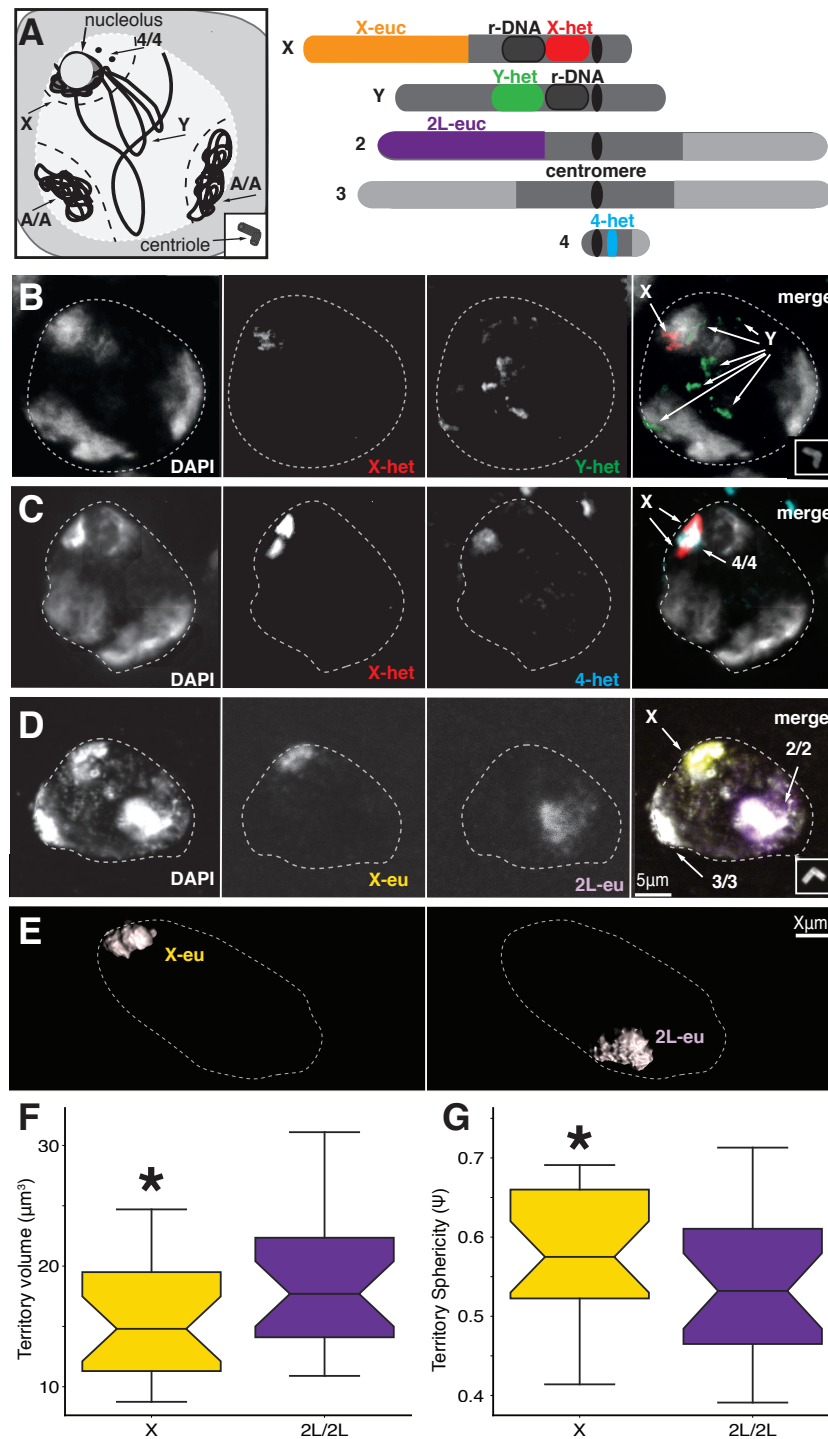 A
nucleolus
4/4
X
Y
A/A
A/A
centriole
X-euc
r-DNA
X-het
X
Y-het
r-DNA
Y
2L-euc
2
centromere
3
4-het
4
B
DAPI
X-het
Y-het
X
merge
Y
C
DAPI
X-het
4-het
X
merge
4/4
D
DAPI
X-eu
2L-eu
X
merge
2/2
5µm
3/3
E
X-eu
Xµm
2L-eu
F
Territory volume (µm³)
30
20
10
*
X
2L/2L
G
Territory Sphericity (Ψ)
0.7
0.6
0.5
0.4
*
X
2L/2L